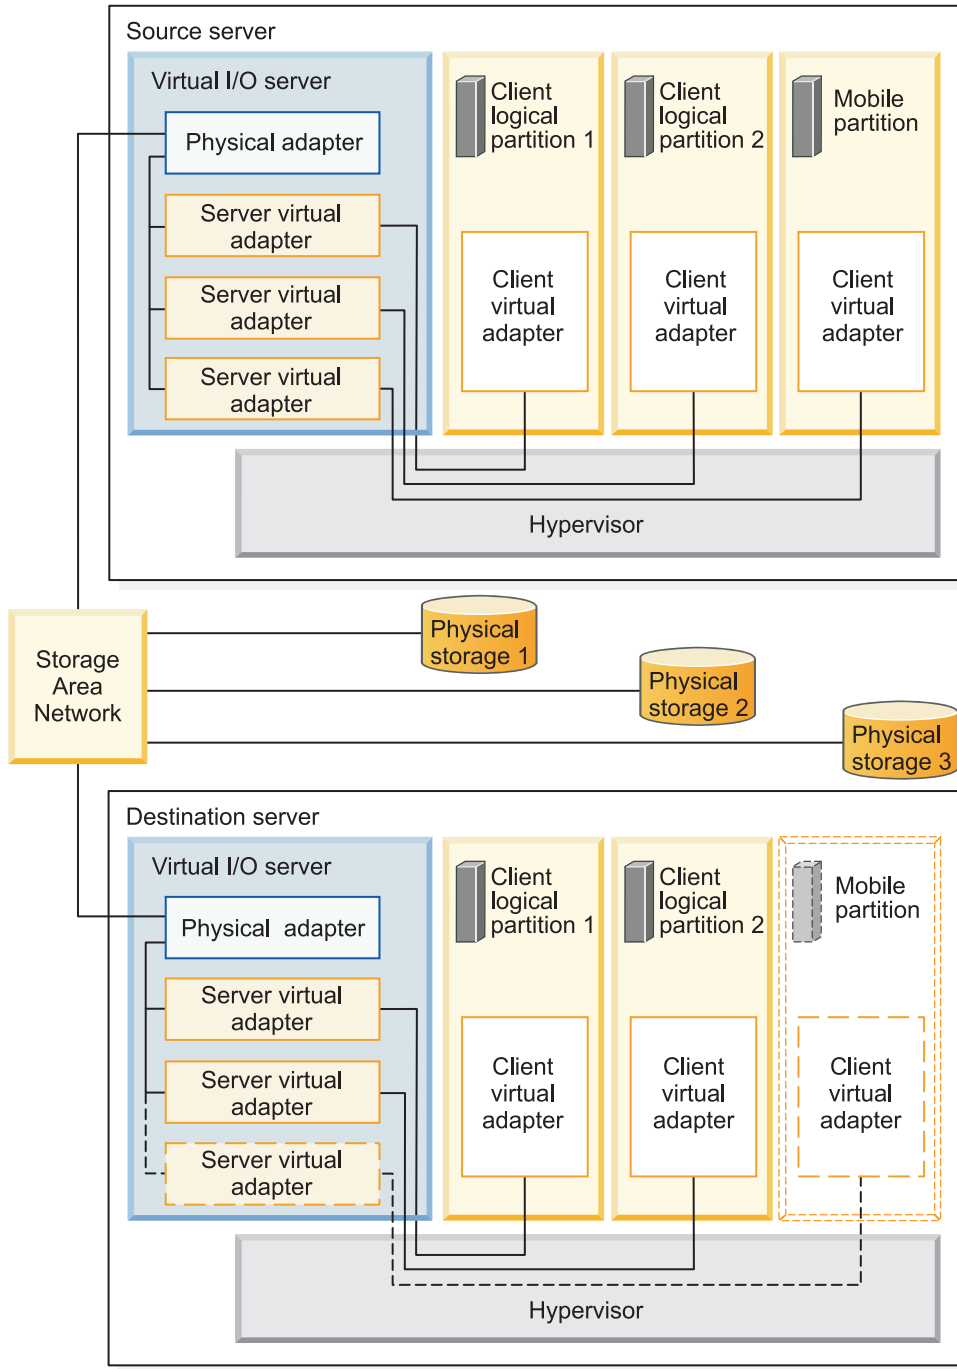 Source server
Virtual I/O server
Physical adapter
Server virtual
adapter
Server virtual
adapter
Server virtual
adapter
Client
logical
partition 1
Client
virtual
adapter
Client
logical
partition 2
Client
virtual
adapter
Mobile
partition
Client
virtual
adapter
Hypervisor
Storage
Area
Network
Physical
storage 1
Physical
storage 2
Physical
storage 3
Destination server
Virtual I/O server
Physical adapter
Server virtual
adapter
Server virtual
adapter
Server virtual
adapter
Client
logical
partition 1
Client
virtual
adapter
Client
logical
partition 2
Client
virtual
adapter
Mobile
partition
Client
virtual
adapter
Hypervisor